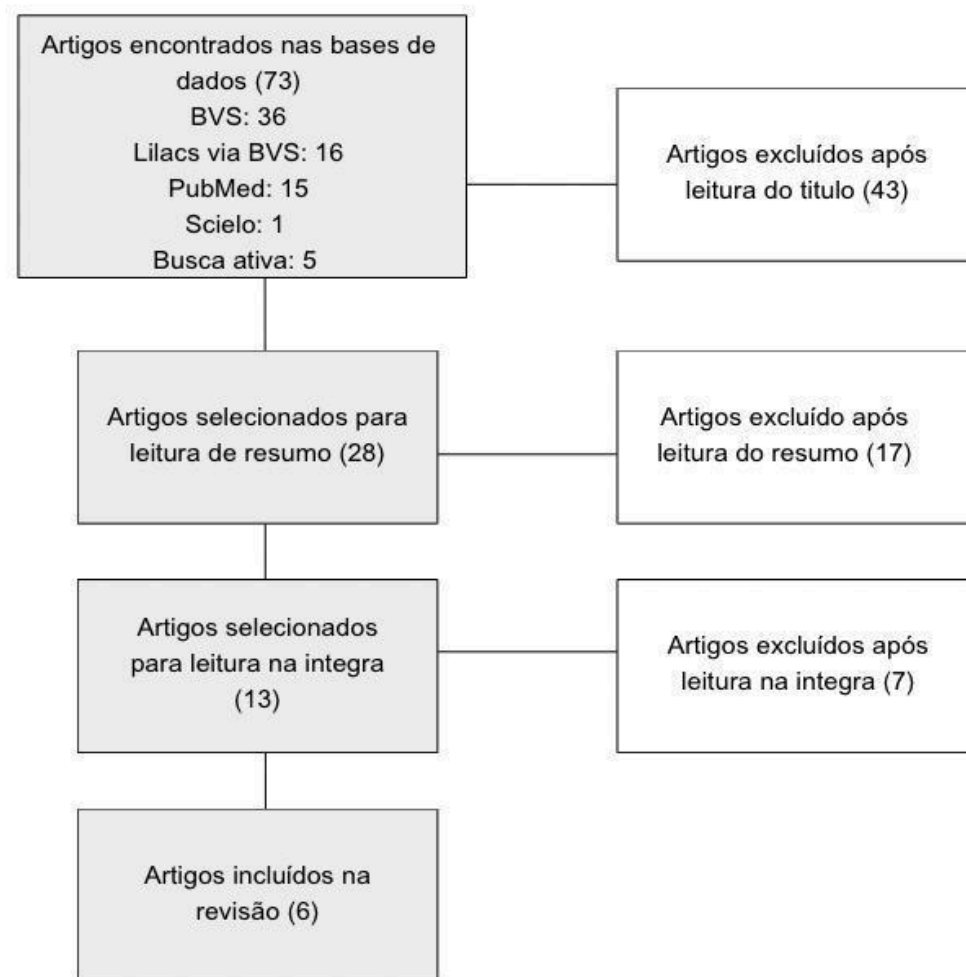 Artigos encontrados nas bases de
dados (73)
BVS: 36
Lilacs via BVS: 16
PubMed: 15
Scielo: 1
Busca ativa: 5
Artigos excluídos após
leitura do titulo (43)
Artigos selecionados para
leitura de resumo (28)
Artigos excluído após
leitura do resumo (17)
Artigos selecionados
para leitura na integra
(13)
Artigos excluídos após
leitura na integra (7)
Artigos incluídos na
revisão (6)